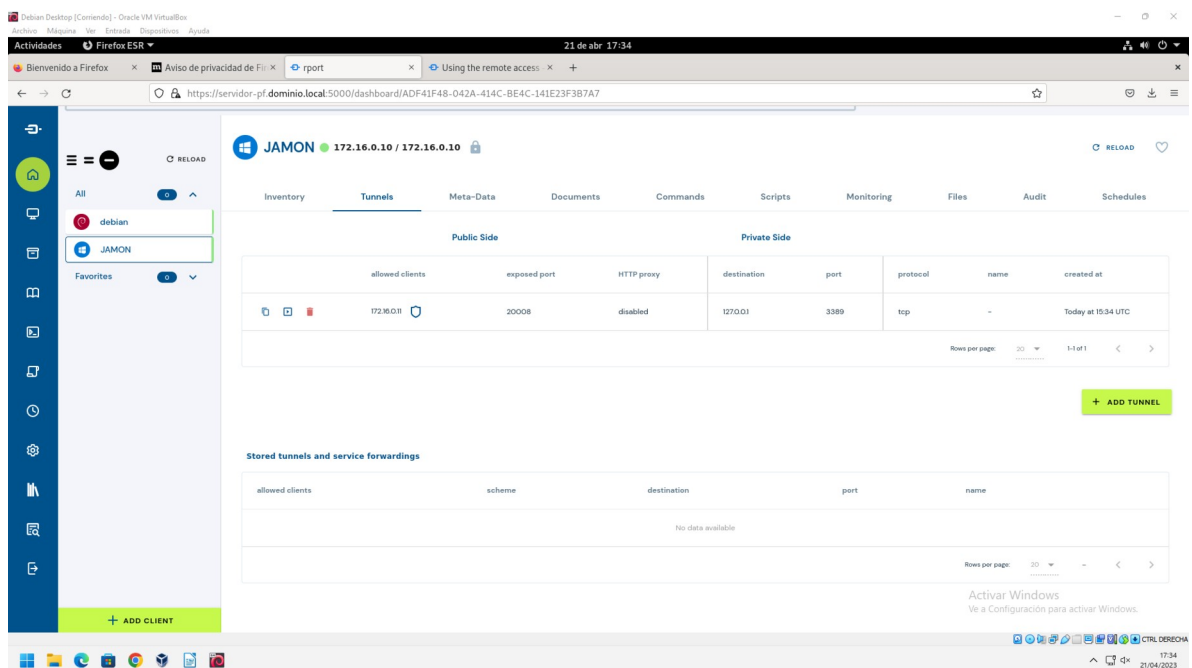 Debian Desktop [Corriendo] - Oracle VM VirtualBox
Archivo Máquina Ver Entrada Dispositivos Ayuda
Actividades Firefox ESR 21 de abr 17:34
Bienvenido a Firefox Aviso de privacidad de Fi rport Using the remote access
https://servidor-pf.dominio.local:5000/dashboard/ADF41F48-042A-414C-BE4C-141E23F3B7A7
RELOAD
All 0
debian
JAMON
Favorites 0
+ ADD CLIENT
JAMON 172.16.0.10 / 172.16.0.10 RELOAD
Inventory Tunnels Meta-Data Documents Commands Scripts Monitoring Files Audit Schedules
Public Side Private Side
allowed clients exposed port HTTP proxy destination port protocol name created at
172.16.0.11 20008 disabled 127.0.0.1 3389 tcp - Today at 15:34 UTC
Rows per page: 20 1-1 of 1
+ ADD TUNNEL
Stored tunnels and service forwardings
allowed clients scheme destination port name
No data available
Rows per page: 20 -
Activar Windows
Ve a Configuración para activar Windows.
CTRL DERECHA
17:34
21/04/2023